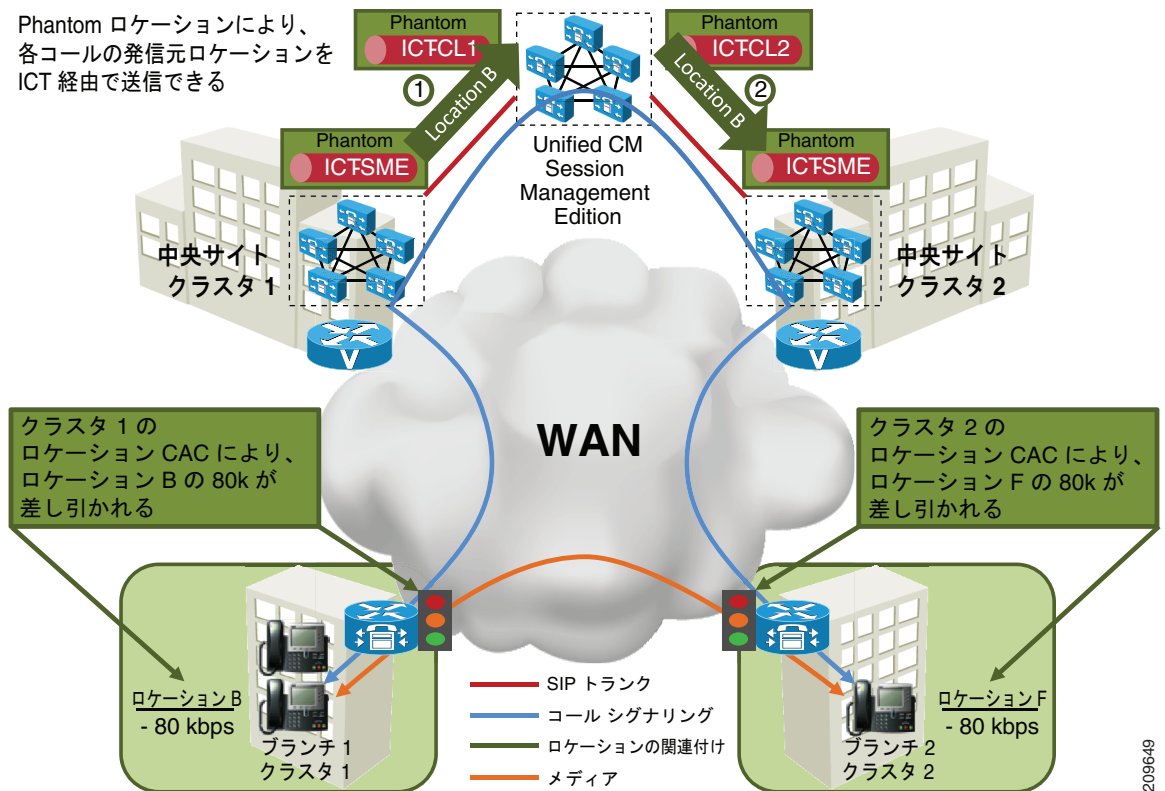 Phantom ロケーションにより、
各コールの発信元ロケーションを
ICT 経由で送信できる
Phantom
ICT-CL1
Phantom
ICT-CL2
①
Location B
Location B
②
Phantom
ICT-SME
Unified CM
Session
Management
Edition
Phantom
ICT-SME
中央サイト
クラスタ 1
中央サイト
クラスタ 2
V
V
クラスタ 1 の
ロケーション CAC により、
ロケーション B の 80k が
差し引かれる
WAN
クラスタ 2 の
ロケーション CAC により、
ロケーション F の 80k が
差し引かれる
ロケーション B
- 80 kbps
ブランチ 1
クラスタ 1
SIP トランク
コール シグナリング
ロケーションの関連付け
メディア
ロケーション F
- 80 kbps
ブランチ 2
クラスタ 2
209649